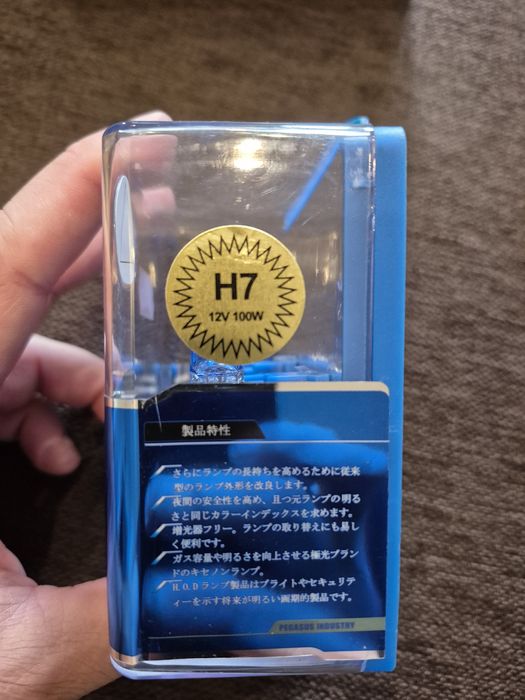 H7
12V 100W
製品特性
さらにランプの長持ちを高めるために従来
型のランプ外形を改良します。
夜間の安全性を高め、且つ元ランプの明る
さと同じカラーインデックスを求めます。
増光器フリー。ランプの取り替えにも易し
く便利です。
ガス容量や明るさを向上させる極光ブラン
ドのキセノンランプ。
H.O.Dランプ製品はブライトやセキュリテ
ィーを示す将来が明るい画期的製品です。
PEGASUS INDUSTRY